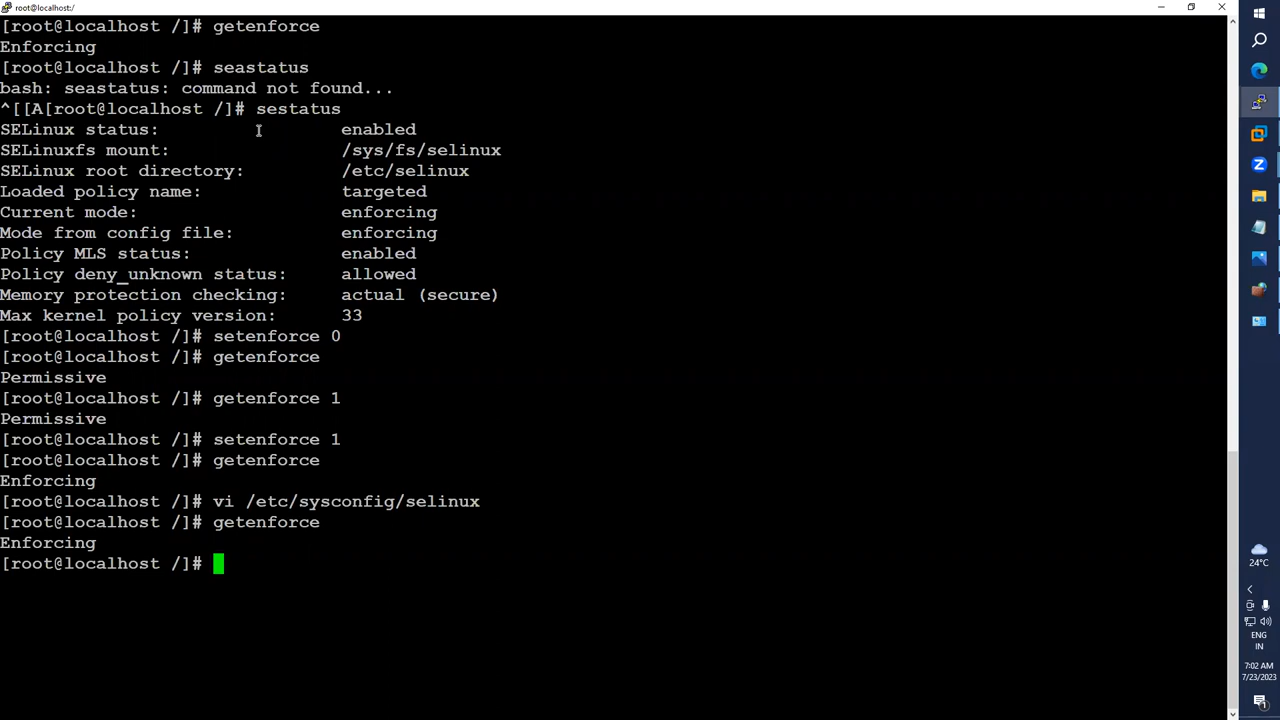 root@localhost:/
[root@localhost /]# getenforce
Enforcing
[root@localhost /]# seastatus
bash: seastatus: command not found...
^[[A[root@localhost /]# sestatus
SELinux status:                 enabled
SELinuxfs mount:                /sys/fs/selinux
SELinux root directory:         /etc/selinux
Loaded policy name:             targeted
Current mode:                   enforcing
Mode from config file:          enforcing
Policy MLS status:              enabled
Policy deny_unknown status:     allowed
Memory protection checking:     actual (secure)
Max kernel policy version:      33
[root@localhost /]# setenforce 0
[root@localhost /]# getenforce
Permissive
[root@localhost /]# getenforce 1
Permissive
[root@localhost /]# setenforce 1
[root@localhost /]# getenforce
Enforcing
[root@localhost /]# vi /etc/sysconfig/selinux
[root@localhost /]# getenforce
Enforcing
[root@localhost /]#
24°C
ENG
IN
7:02 AM
7/23/2023